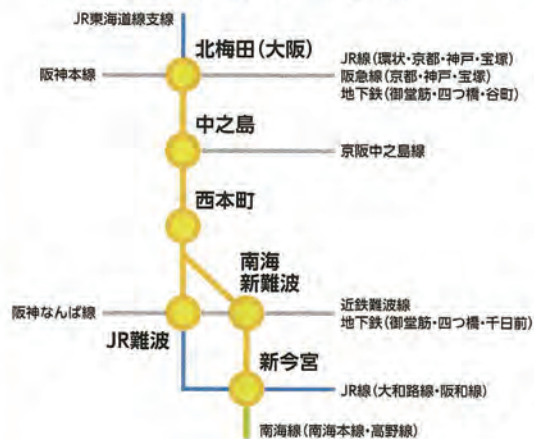 JR東海道線支線
北梅田(大阪)
阪神本線
JR線(環状・京都・神戸・宝塚)
阪急線(京都・神戸・宝塚)
地下鉄(御堂筋・四つ橋・谷町)
中之島
京阪中之島線
西本町
南海
新難波
阪神なんば線
近鉄難波線
地下鉄(御堂筋・四つ橋・千日前)
JR難波
新今宮
JR線(大和路線・阪和線)
南海線(南海本線・高野線)